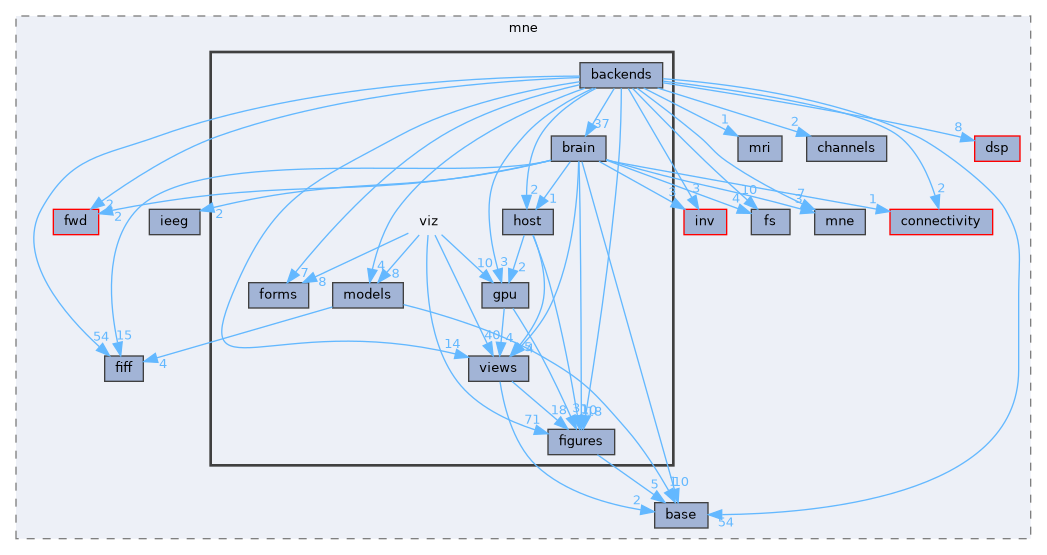 mne
backends
37
brain
1
mri
2
channels
8
dsp
2
fwd
2
2
ieeg
viz
2
1
host
3
inv
10
4
fs
7
mne
1
2
connectivity
7
8
forms
4
8
models
10
3
2
gpu
54
15
fiff
4
14
40
4
views
71
18
figures
5
2
base
10
54